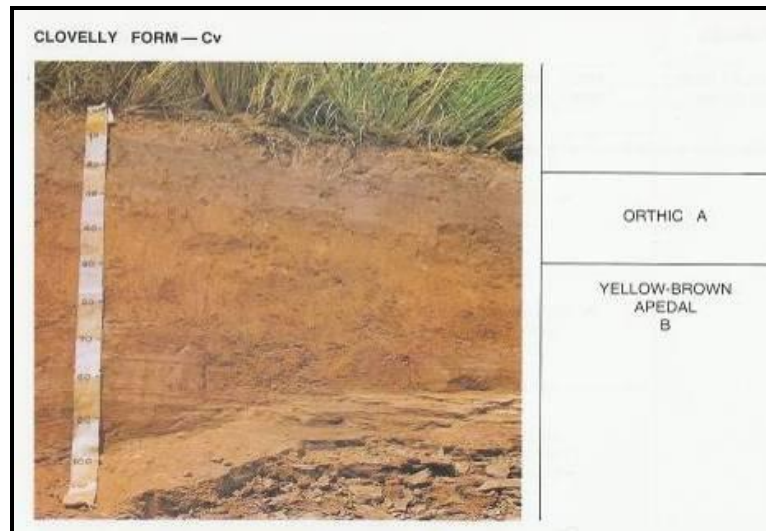 CLOVELLY FORM — Cv
ORTHIC A
YELLOW-BROWN
APEDAL
B